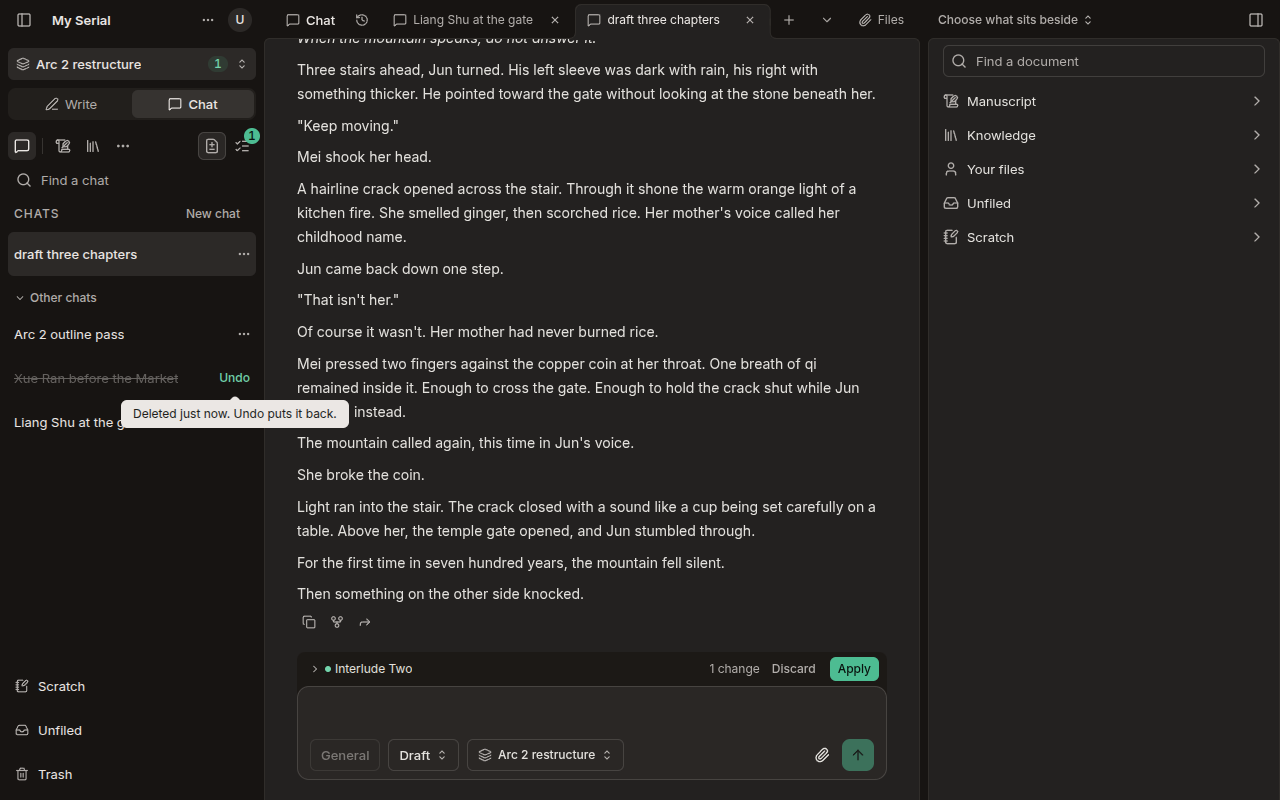 My Serial
U
Chat
Liang Shu at the gate
draft three chapters
Files
Choose what sits beside
Arc 2 restructure
1
Write
Chat
1
Find a chat
CHATS
New chat
draft three chapters
Other chats
Arc 2 outline pass
Xue Ran before the Market
Undo
Deleted just now. Undo puts it back.
Liang Shu at the g
Scratch
Unfiled
Trash
When the mountain speaks, do not answer it.
Three stairs ahead, Jun turned. His left sleeve was dark with rain, his right with
something thicker. He pointed toward the gate without looking at the stone beneath her.
"Keep moving."
Mei shook her head.
A hairline crack opened across the stair. Through it shone the warm orange light of a
kitchen fire. She smelled ginger, then scorched rice. Her mother's voice called her
childhood name.
Jun came back down one step.
"That isn't her."
Of course it wasn't. Her mother had never burned rice.
Mei pressed two fingers against the copper coin at her throat. One breath of qi
remained inside it. Enough to cross the gate. Enough to hold the crack shut while Jun
instead.
The mountain called again, this time in Jun's voice.
She broke the coin.
Light ran into the stair. The crack closed with a sound like a cup being set carefully on a
table. Above her, the temple gate opened, and Jun stumbled through.
For the first time in seven hundred years, the mountain fell silent.
Then something on the other side knocked.
Interlude Two
1 change
Discard
Apply
General
Draft
Arc 2 restructure
Find a document
Manuscript
Knowledge
Your files
Unfiled
Scratch